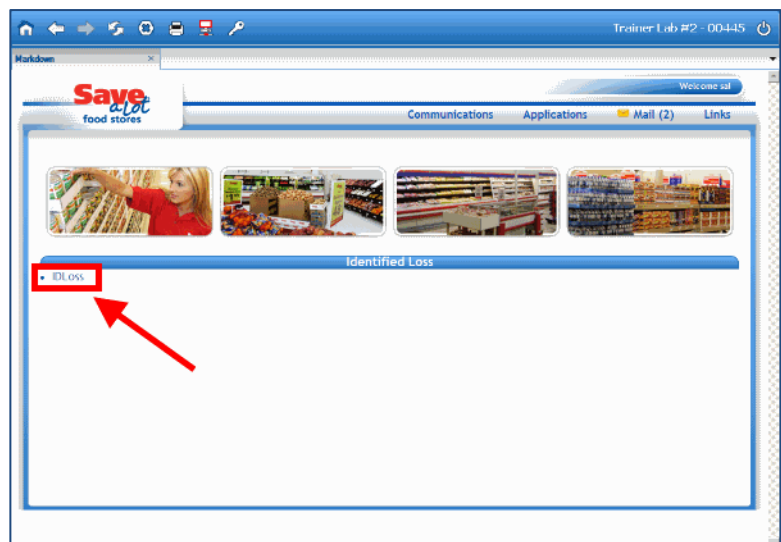 Trainer Lab #2 - 00445
Markdown
Welcome sal
Save
a lot
food stores
Communications Applications Mail (2) Links
Identified Loss
IDLoss